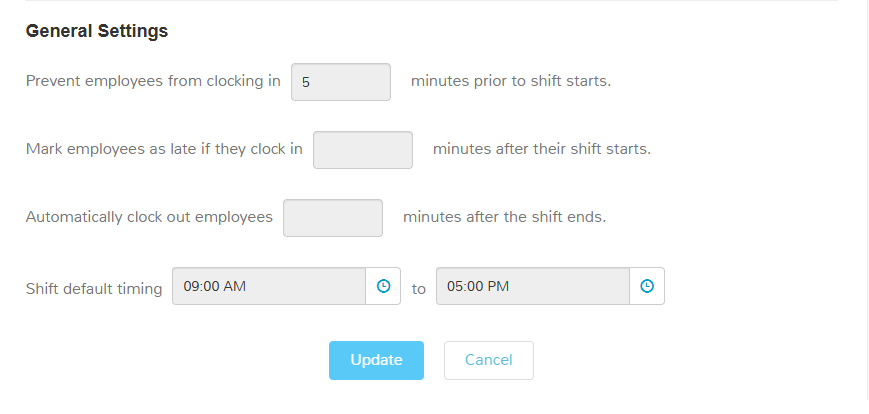 General Settings
Prevent employees from clocking in 5 minutes prior to shift starts.
Mark employees as late if they clock in minutes after their shift starts.
Automatically clock out employees minutes after the shift ends.
Shift default timing 09:00 AM to 05:00 PM
Update Cancel